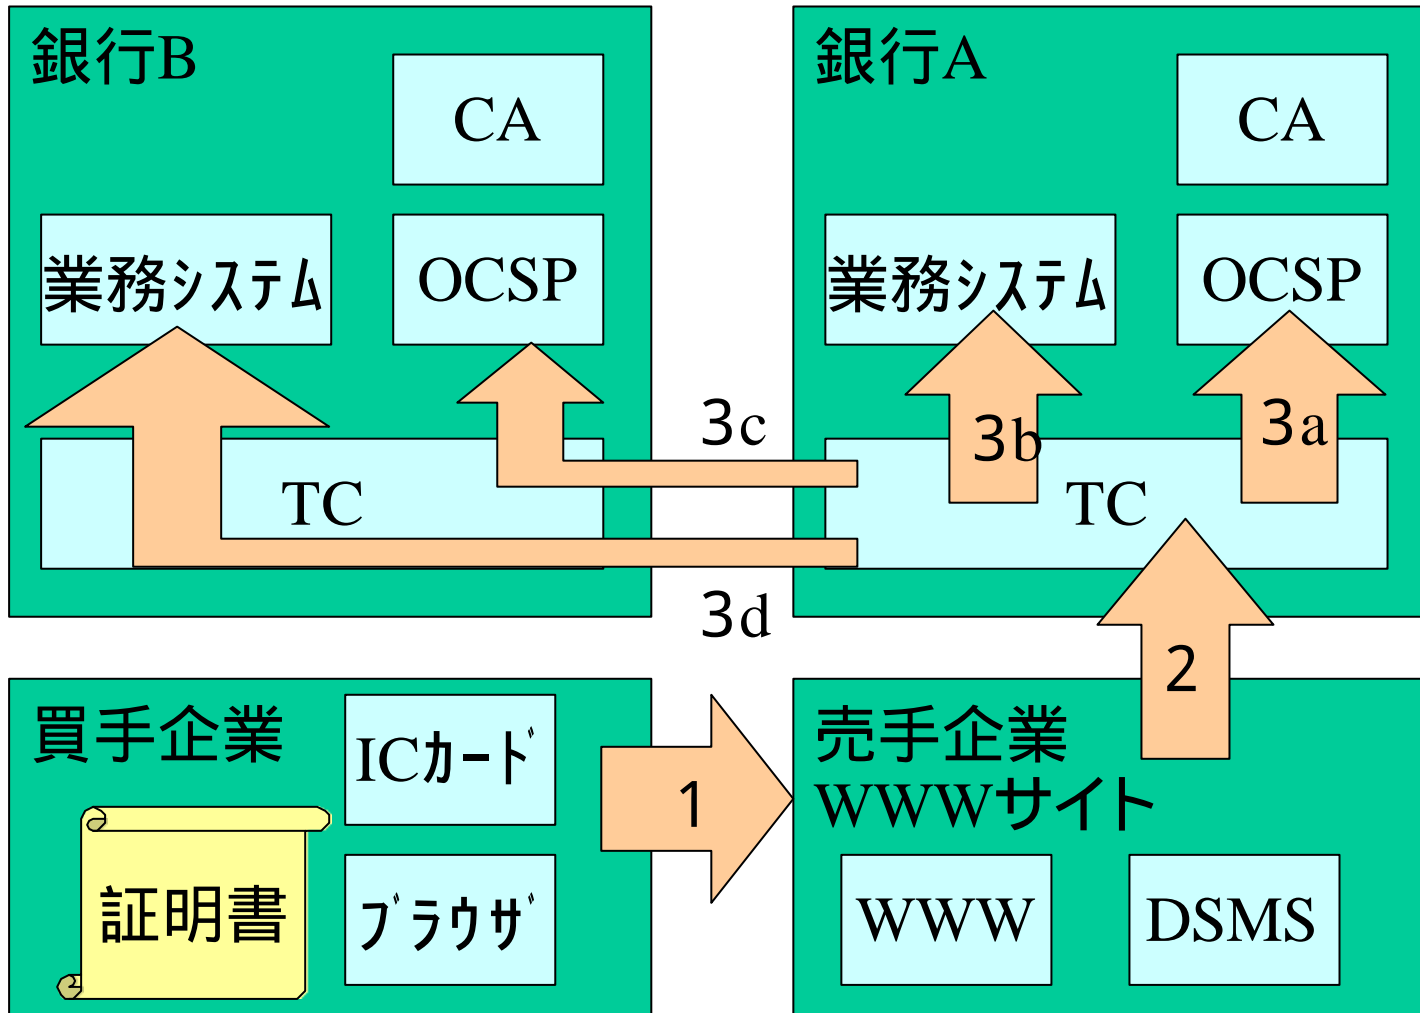 銀行B
CA
業務ｼｽﾃﾑ
OCSP
TC
銀行A
CA
業務ｼｽﾃﾑ
OCSP
TC
3c
3b
3a
3d
2
買手企業
ICｶｰﾄﾞ
証明書
ﾌﾞﾗｳｻﾞ
1
売手企業
WWWサイト
WWW
DSMS